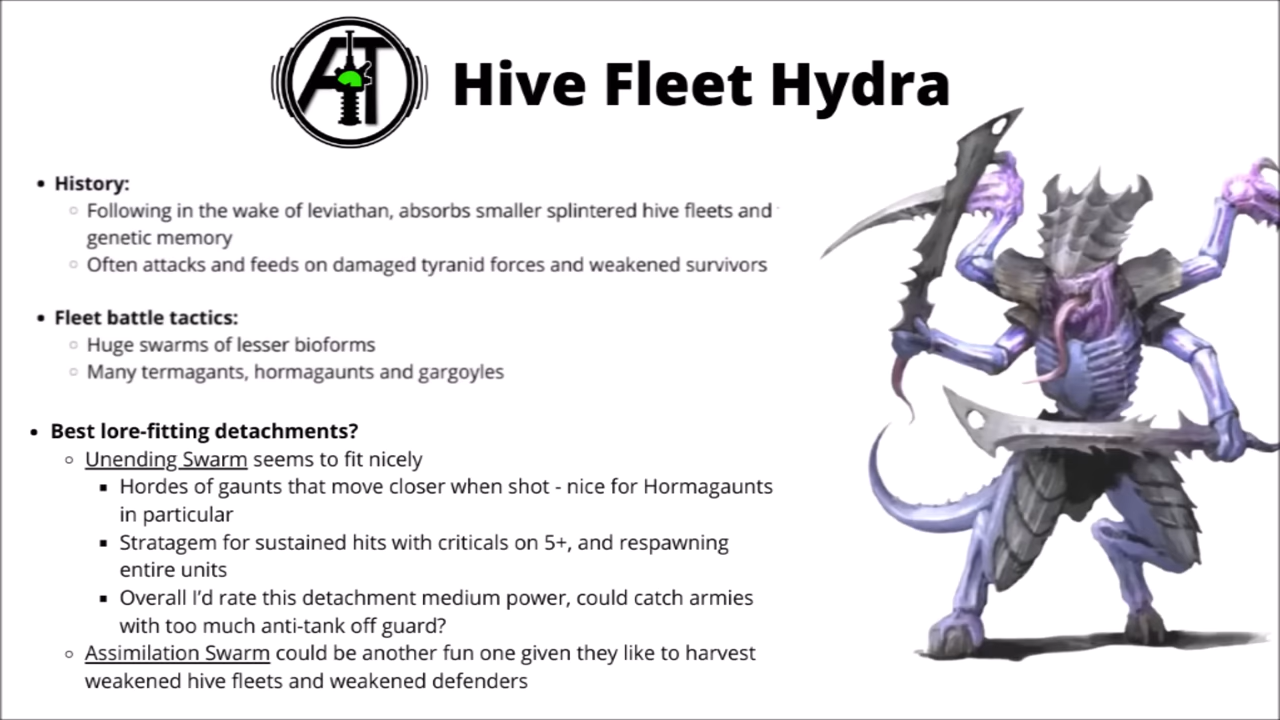 AT
Hive Fleet Hydra
• History:
○ Following in the wake of leviathan, absorbs smaller splintered hive fleets and
genetic memory
○ Often attacks and feeds on damaged tyranid forces and weakened survivors
• Fleet battle tactics:
○ Huge swarms of lesser bioforms
○ Many termagants, hormagaunts and gargoyles
• Best lore-fitting detachments?
○ Unending Swarm seems to fit nicely
▪ Hordes of gaunts that move closer when shot - nice for Hormagaunts
in particular
▪ Stratagem for sustained hits with criticals on 5+, and respawning
entire units
▪ Overall I'd rate this detachment medium power, could catch armies
with too much anti-tank off guard?
○ Assimilation Swarm could be another fun one given they like to harvest
weakened hive fleets and weakened defenders